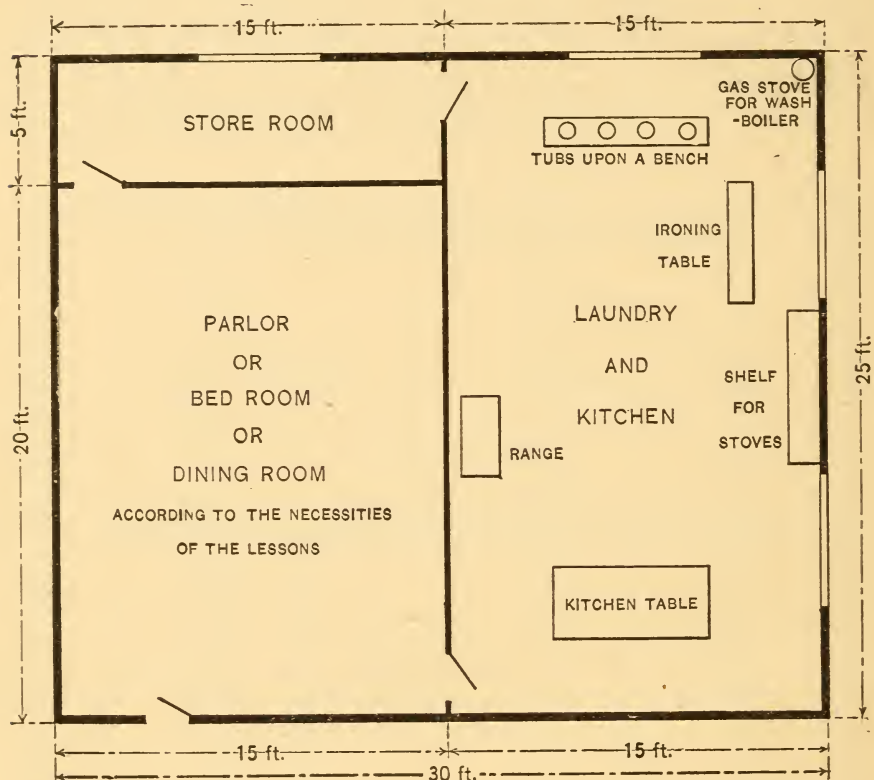 15 ft.
15 ft.
5 ft.
STORE ROOM
GAS STOVE
FOR WASH
-BOILER
TUBS UPON A BENCH
IRONING
TABLE
20 ft.
PARLOR
OR
BED ROOM
OR
DINING ROOM
ACCORDING TO THE NECESSITIES
OF THE LESSONS
LAUNDRY
AND
KITCHEN
RANGE
SHELF
FOR
STOVES
25 ft.
KITCHEN TABLE
15 ft.
15 ft.
30 ft.